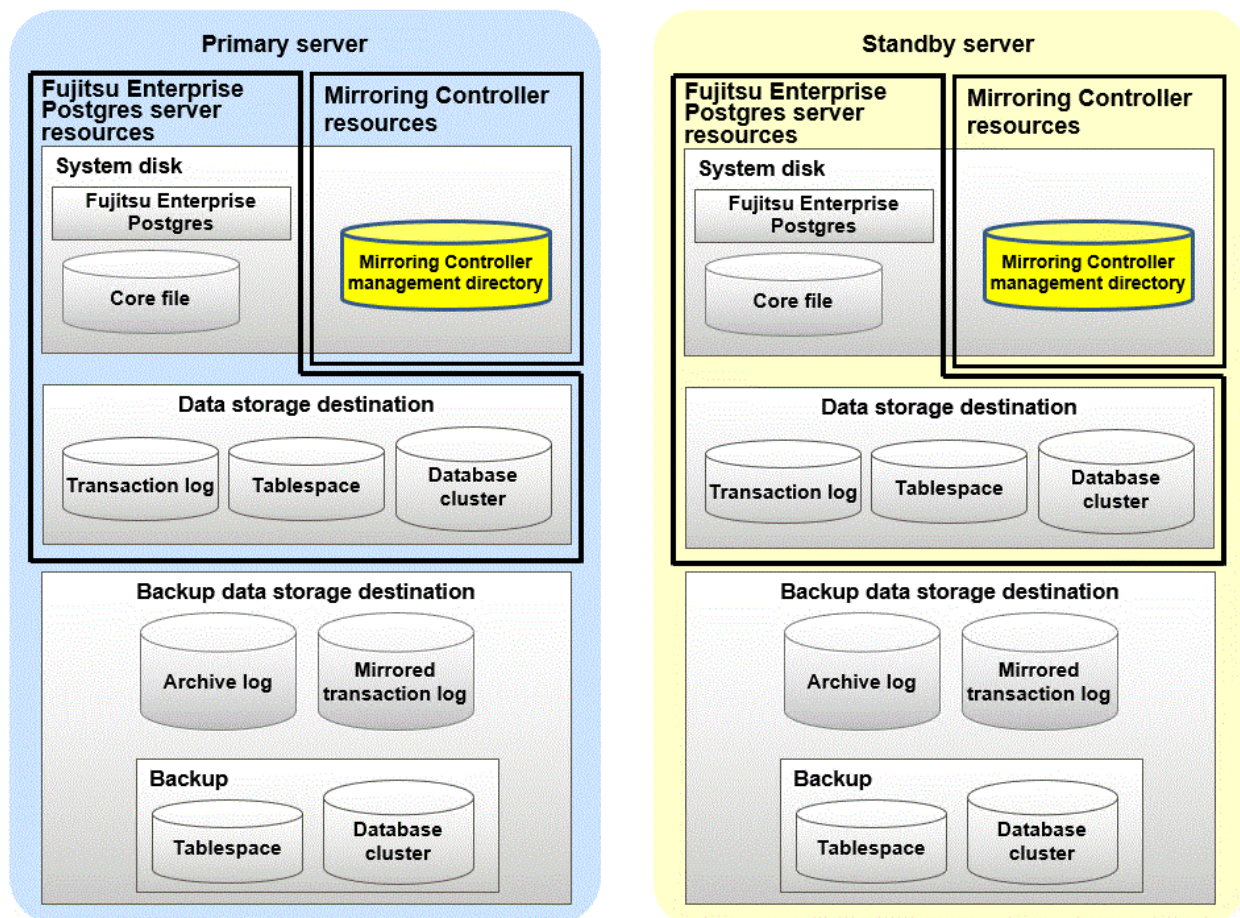 Primary server
Fujitsu Enterprise
Postgres server
resources
Mirroring Controller
resources
System disk
Fujitsu Enterprise
Postgres
Core file
Mirroring Controller
management directory
Data storage destination
Transaction log
Tablespace
Database
cluster
Backup data storage destination
Archive log
Mirrored
transaction log
Backup
Tablespace
Database
cluster
Standby server
Fujitsu Enterprise
Postgres server
resources
Mirroring Controller
resources
System disk
Fujitsu Enterprise
Postgres
Core file
Mirroring Controller
management directory
Data storage destination
Transaction log
Tablespace
Database
cluster
Backup data storage destination
Archive log
Mirrored
transaction log
Backup
Tablespace
Database
cluster